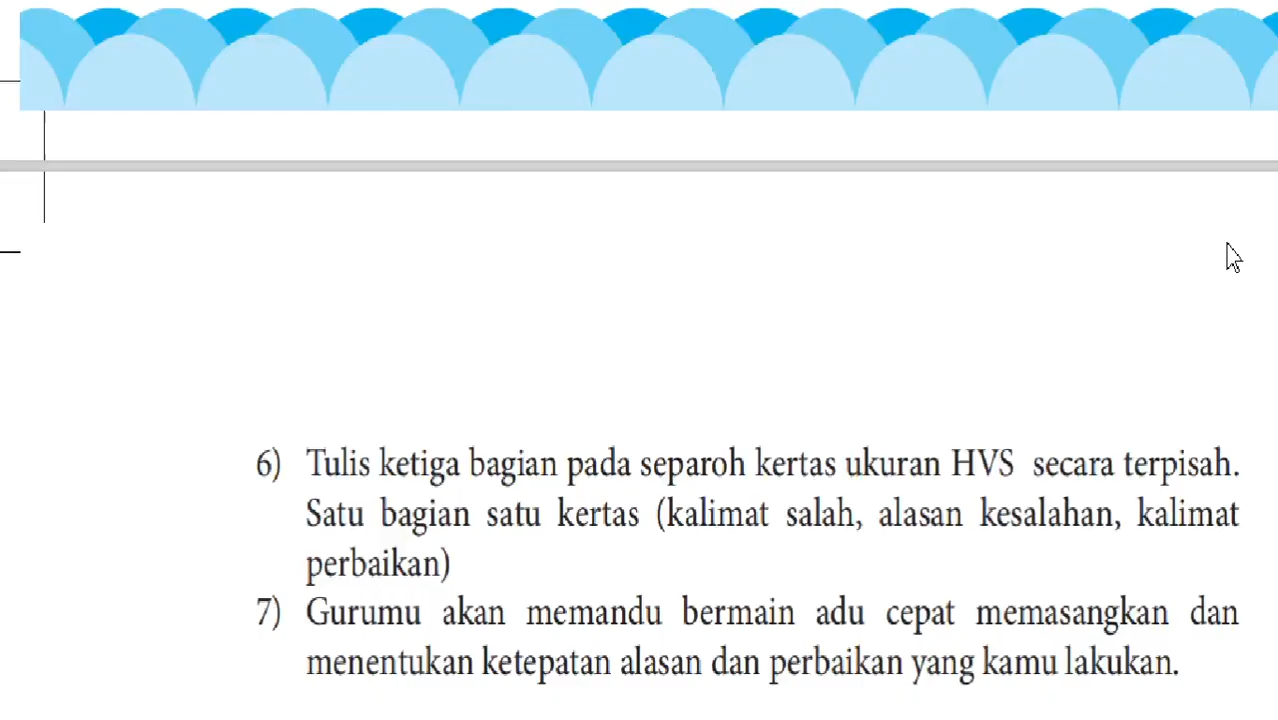 6) Tulis ketiga bagian pada separoh kertas ukuran HVS secara terpisah.
Satu bagian satu kertas (kalimat salah, alasan kesalahan, kalimat
perbaikan)
7) Gurumu akan memandu bermain adu cepat memasangkan dan
menentukan ketepatan alasan dan perbaikan yang kamu lakukan.